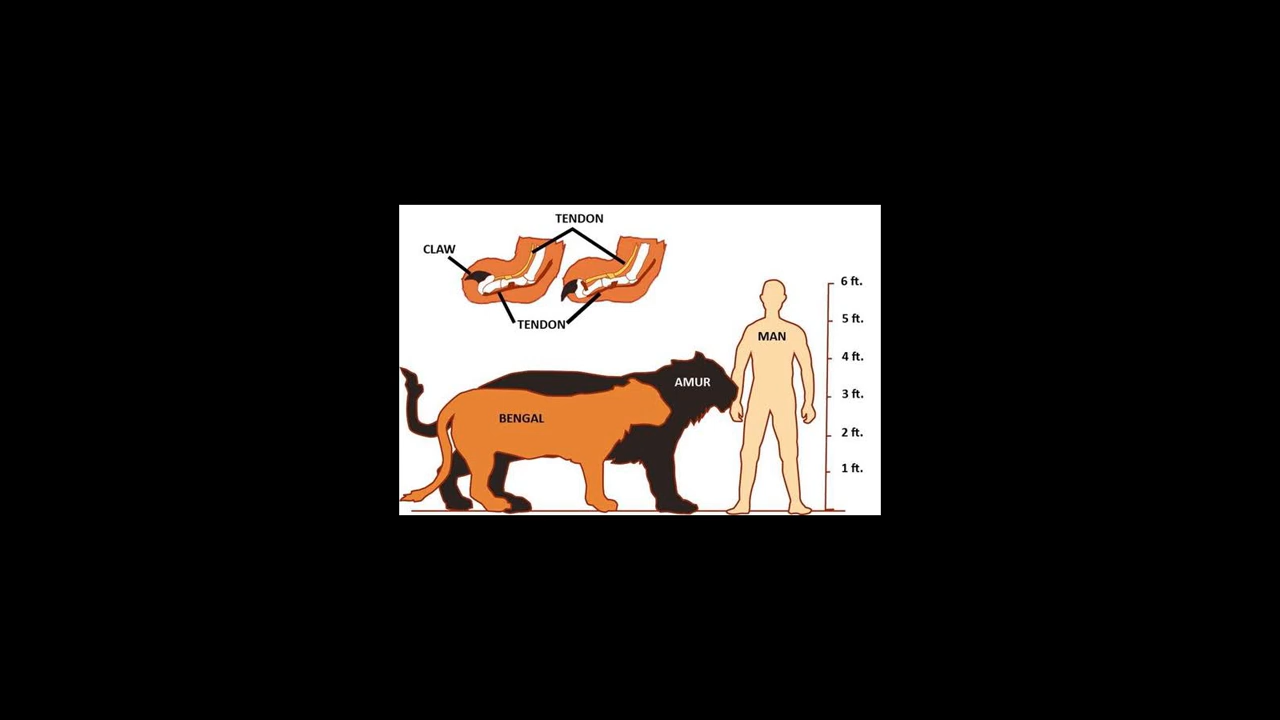 TENDON
CLAW
TENDON
6 ft.
5 ft.
MAN
4 ft.
AMUR
3 ft.
BENGAL
2 ft.
1 ft.